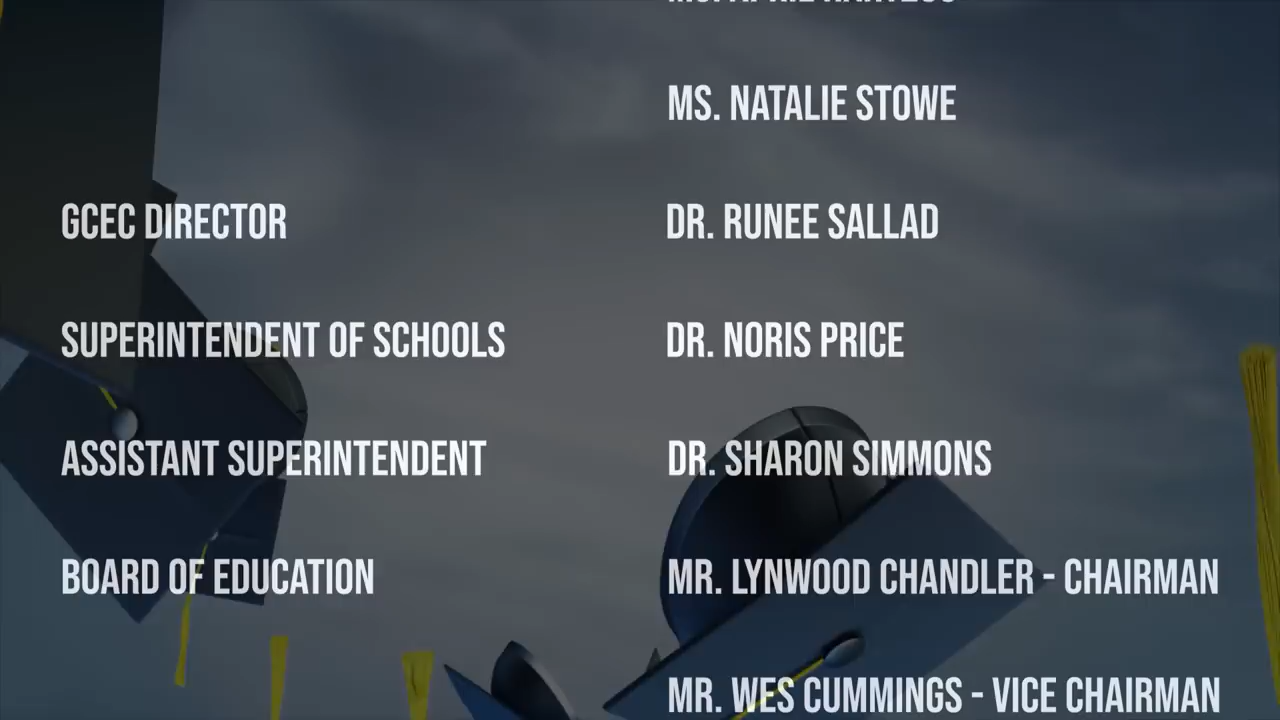 MS. NATALIE STOWE
GCEC DIRECTOR DR. RUNEE SALLAD
SUPERINTENDENT OF SCHOOLS DR. NORIS PRICE
ASSISTANT SUPERINTENDENT DR. SHARON SIMMONS
BOARD OF EDUCATION MR. LYNWOOD CHANDLER - CHAIRMAN
MR. WES CUMMINGS - VICE CHAIRMAN